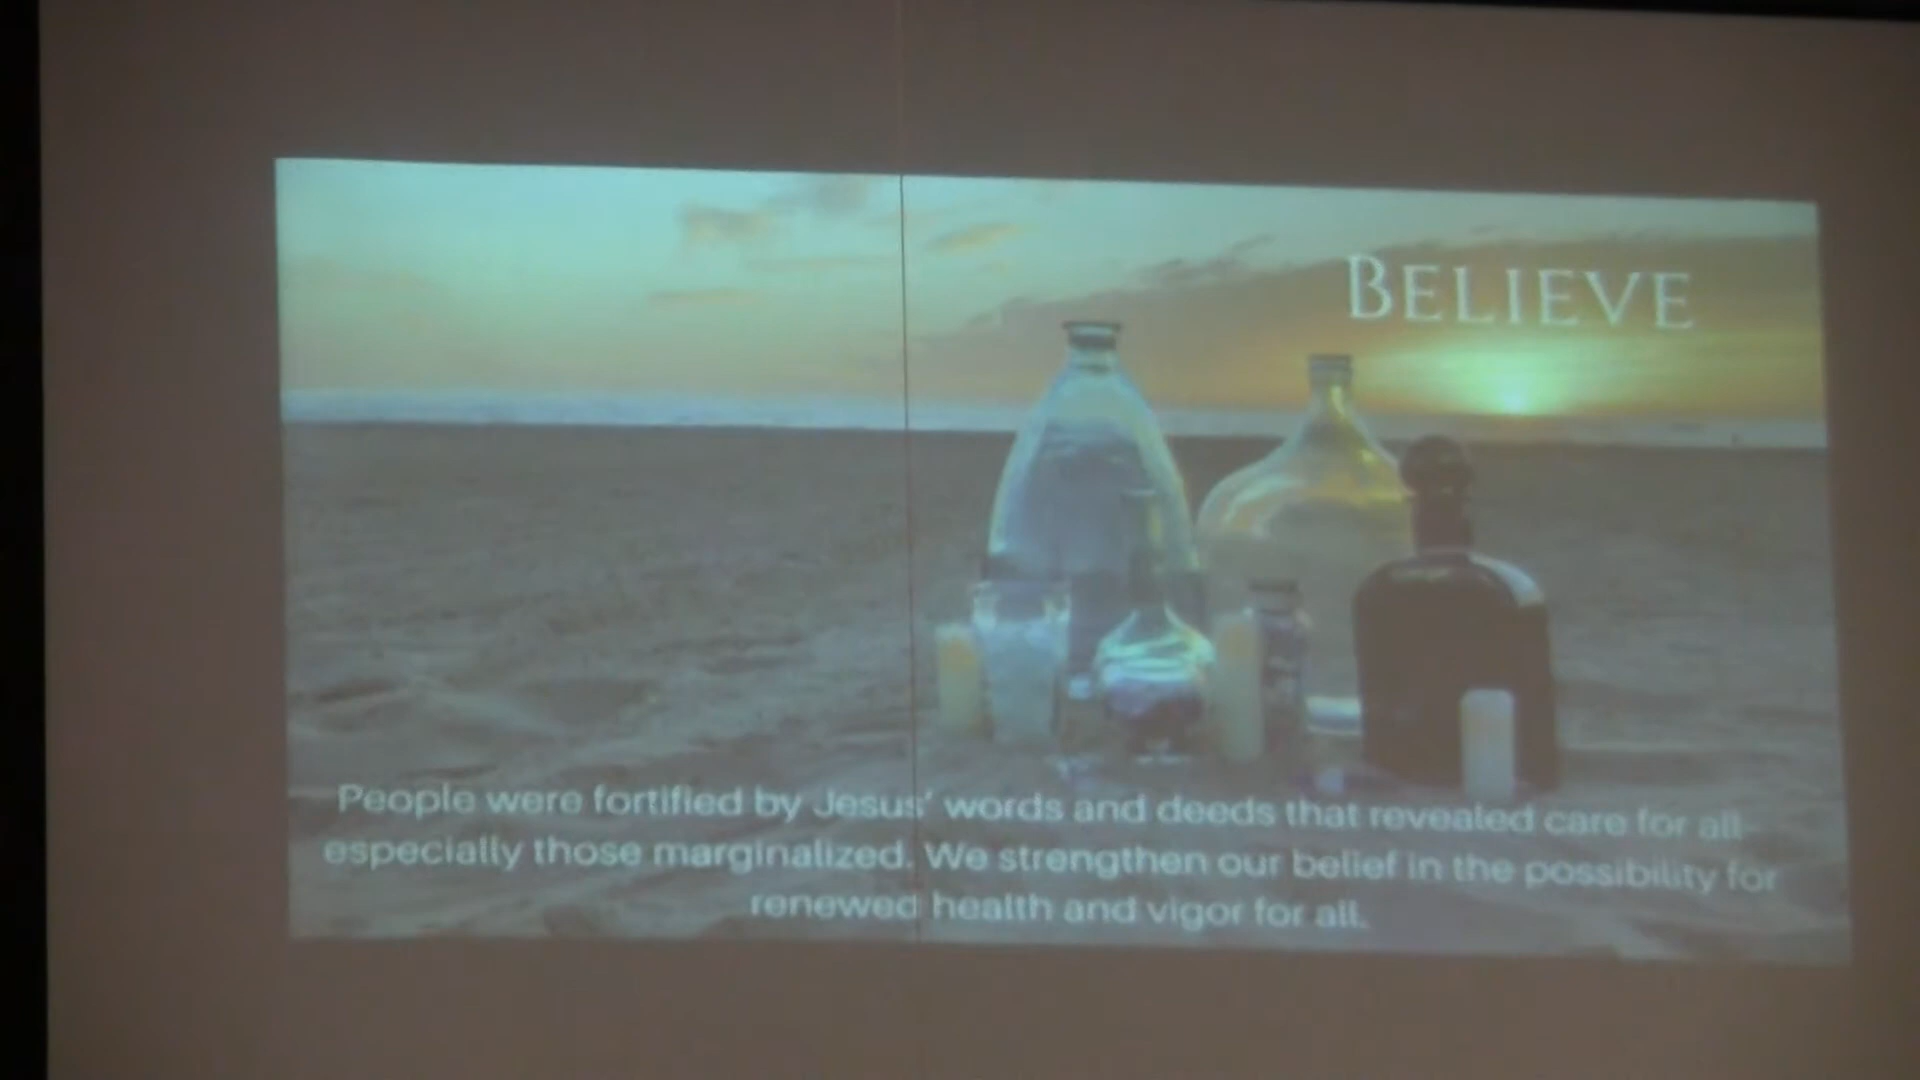 BELIEVE
People were fortified by Jesus' words and deeds that revealed care for all-
especially those marginalized. We strengthen our belief in the possibility for
renewed health and vigor for all.